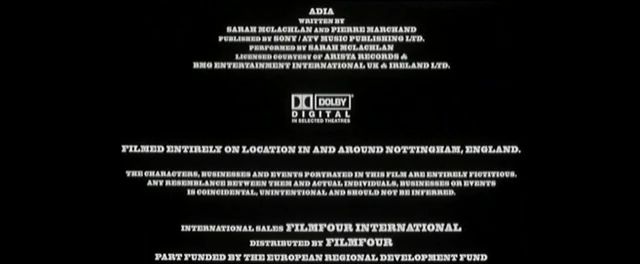 ADIA
WRITTEN BY
SARAH MCLACHLAN AND PIERRE MARCHAND
PUBLISHED BY SONY / ATV MUSIC PUBLISHING LTD.
PERFORMED BY SARAH MCLACHLAN
LICENSED COURTESY OF ARISTA RECORDS &
BMG ENTERTAINMENT INTERNATIONAL UK & IRELAND LTD.
DOLBY
DIGITAL
IN SELECTED THEATRES
FILMED ENTIRELY ON LOCATION IN AND AROUND NOTTINGHAM, ENGLAND.
THE CHARACTERS, BUSINESSES AND EVENTS PORTRAYED IN THIS FILM ARE ENTIRELY FICTITIOUS.
ANY RESEMBLANCE BETWEEN THEM AND ACTUAL INDIVIDUALS, BUSINESSES OR EVENTS
IS COINCIDENTAL, UNINTENTIONAL AND SHOULD NOT BE INFERRED.
INTERNATIONAL SALES FILMFOUR INTERNATIONAL
DISTRIBUTED BY FILMFOUR
PART FUNDED BY THE EUROPEAN REGIONAL DEVELOPMENT FUND